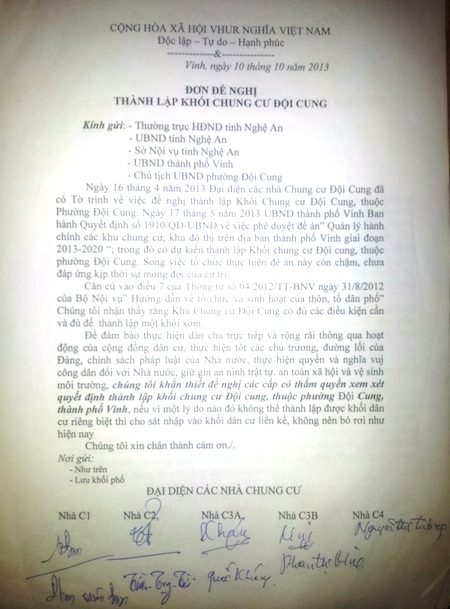 CỘNG HÒA XÃ HỘI VHUR NGHĨA VIỆT NAM
Độc lập – Tự do – Hạnh phúc
-------------&--------------
Vinh, ngày 10 tháng 10 năm 2013
ĐƠN ĐỀ NGHỊ
THÀNH LẬP KHỐI CHUNG CƯ ĐỘI CUNG
Kính gửi: - Thường trực HĐND tỉnh Nghệ An
- UBND tỉnh Nghệ An
- Sở Nội vụ tỉnh Nghệ An
- UBND thành phố Vinh
- Chủ tịch UBND phường Đội Cung
Ngày 16 tháng 4 năm 2013 Đại diện các nhà Chung cư Đội Cung đã
có Tờ trình về việc đề nghị thành lập Khối Chung cư Đội Cung, thuộc
Phường Đội Cung. Ngày 17 tháng 5 năm 2013 UBND thành phố Vinh Ban
hành Quyết định số 1910/QĐ-UBND về việc phê duyệt đề án" Quản lý hành
chính các khu chung cư, khu đô thị trên địa bàn thành phố Vinh giai đoạn
2013-2020 "; trong đó có dự kiến thành lập Khối chung cư Đội Cung, thuộc
phường Đội Cung. Song việc tổ chức thực hiện đề án này còn chậm, chưa
đáp ứng kịp thời sự mong đợi của cư tri
Căn cứ vào điều 7 của Thông tư số 04/2012/TT-BNV ngày 31/8/2012
của Bộ Nội vụ" Hướng dẫn về tổ chức và sinh hoạt của thôn, tổ dân phố"
Chúng tôi nhận thấy rằng Khu Chung cư Đội Cung có đủ các điều kiện cần
và đủ để thành lập một khối xóm.
Để đảm bảo thực hiện dân chủ trực tiếp và rộng rãi thông qua hoạt
động của cộng đồng dân cư, thực hiện tốt các chủ trương, đường lối của
Đảng, chính sách pháp luật của Nhà nước, thực hiện quyền và nghĩa vuj
công dân đối với Nhà nước, giữ gìn an ninh trật tự, an toàn xã hội và vệ sinh
môi trường, chúng tôi khẩn thiết đề nghị các cấp có thẩm quyền xem xét
quyết định thành lập khối chung cư Đội cung, thuộc phường Đội Cung,
thành phố Vinh, nếu vì một lý do nào đó không thể thành lập được khối dân
cư riêng biệt thì cho sát nhập vào khối dân cư liền kề, không nên bỏ rơi như
hiện nay
Chúng tôi xin chân thành cám ơn./.
Nơi gửi:
- Như trên
- Lưu khối phố
ĐẠI DIỆN CÁC NHÀ CHUNG CƯ
Nhà C1 Nhà C2, Nhà C3A, Nhà C3B Nhà C4
Quốc Khánh